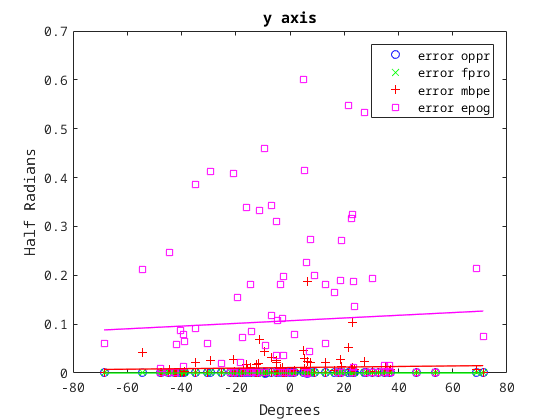 y axis
0.7
0.6
0.5
0.4
0.3
0.2
0.1
0
Half Radians
error oppr
error fpro
error mbpe
error epog
-80 -60 -40 -20 0 20 40 60 80
Degrees